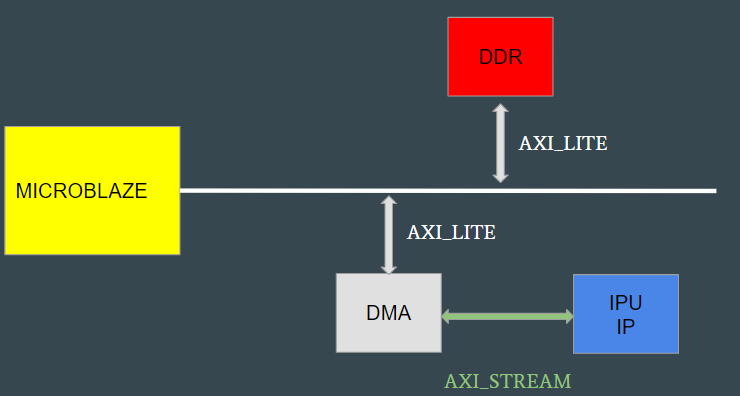 DDR
AXI_LITE
MICROBLAZE
AXI_LITE
DMA
IPU
IP
AXI_STREAM